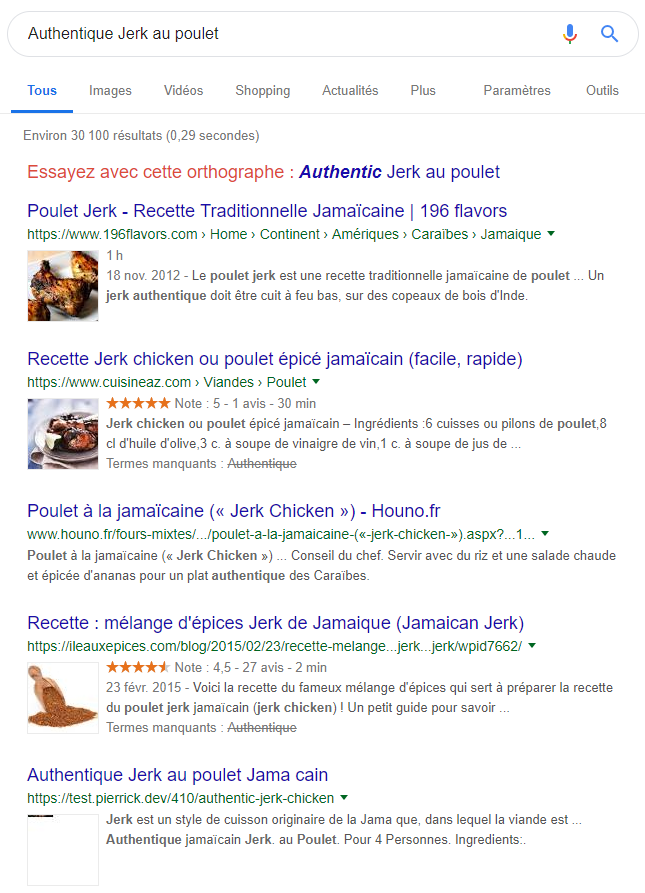 Authentique Jerk au poulet
Tous Images Vidéos Shopping Actualités Plus Paramètres Outils
Environ 30 100 résultats (0,29 secondes)
Essayez avec cette orthographe : Authentic Jerk au poulet
Poulet Jerk - Recette Traditionnelle Jamaïcaine | 196 flavors
https://www.196flavors.com › Home › Continent › Amériques › Caraïbes › Jamaique
1 h
18 nov. 2012 - Le poulet jerk est une recette traditionnelle jamaïcaine de poulet ... Un
jerk authentique doit être cuit à feu bas, sur des copeaux de bois d'Inde.
Recette Jerk chicken ou poulet épicé jamaïcain (facile, rapide)
https://www.cuisineaz.com › Viandes › Poulet
Note : 5 - 1 avis - 30 min
Jerk chicken ou poulet épicé jamaïcain – Ingrédients :6 cuisses ou pilons de poulet,8
cl d'huile d'olive,3 c. à soupe de vinaigre de vin,1 c. à soupe de jus de ...
Termes manquants : Authentique
Poulet à la jamaïcaine (« Jerk Chicken ») - Houno.fr
www.houno.fr/fours-mixtes/.../poulet-a-la-jamaicaine-(«-jerk-chicken-»).aspx?...1...
Poulet à la jamaïcaine (« Jerk Chicken ») ... Conseil du chef. Servir avec du riz et une salade chaude
et épicée d'ananas pour un plat authentique des Caraïbes.
Recette : mélange d'épices Jerk de Jamaique (Jamaican Jerk)
https://ileauxepices.com/blog/2015/02/23/recette-melange...jerk...jerk/wpid7662/
Note : 4,5 - 27 avis - 2 min
23 févr. 2015 - Voici la recette du fameux mélange d'épices qui sert à préparer la recette
du poulet jerk jamaïcain (jerk chicken) ! Un petit guide pour savoir ...
Termes manquants : Authentique
Authentique Jerk au poulet Jama cain
https://test.pierrick.dev/410/authentic-jerk-chicken
Jerk est un style de cuisson originaire de la Jama que, dans lequel la viande est ...
Authentique jamaïcain Jerk. au Poulet. Pour 4 Personnes. Ingredients:.